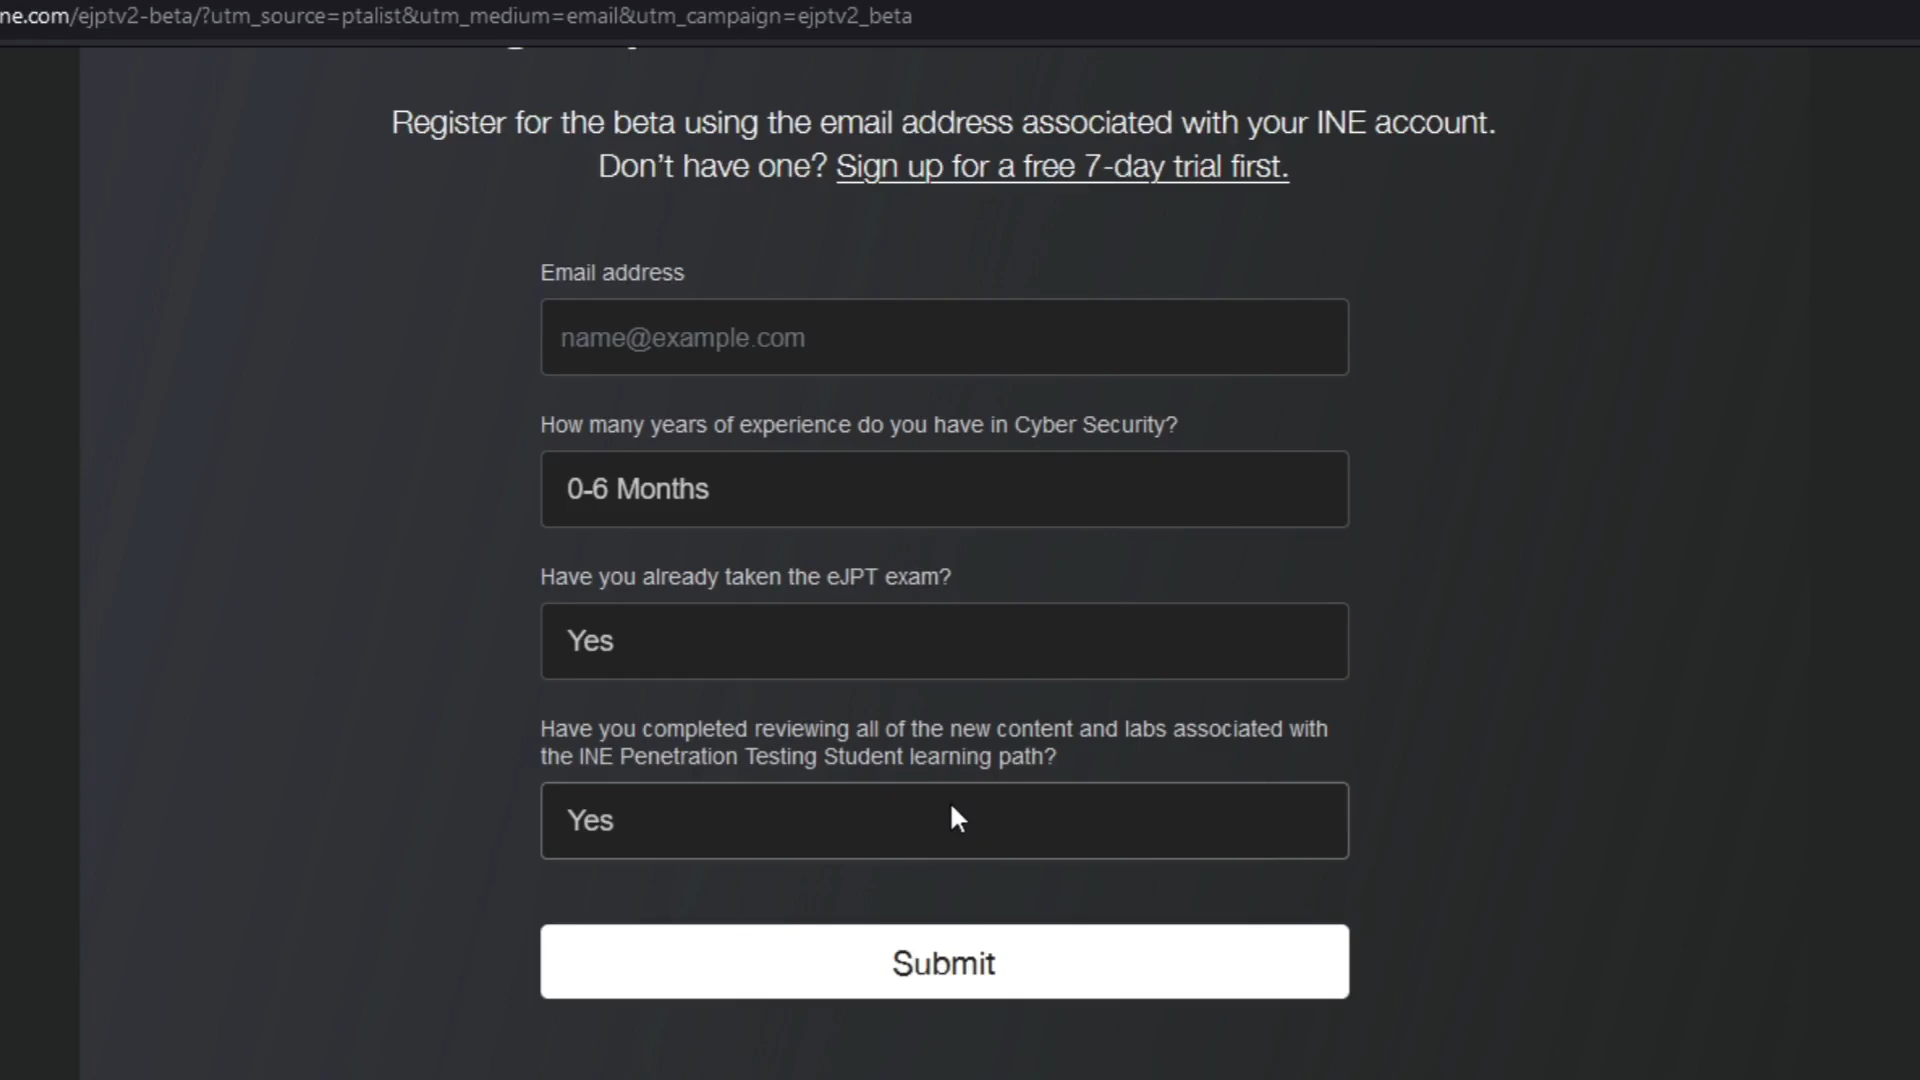 ne.com/ejptv2-beta/?utm_source=ptalist&utm_medium=email&utm_campaign=ejptv2_beta
Register for the beta using the email address associated with your INE account.
Don’t have one? Sign up for a free 7-day trial first.
Email address
name@example.com
How many years of experience do you have in Cyber Security?
0-6 Months
Have you already taken the eJPT exam?
Yes
Have you completed reviewing all of the new content and labs associated with
the INE Penetration Testing Student learning path?
Yes
Submit